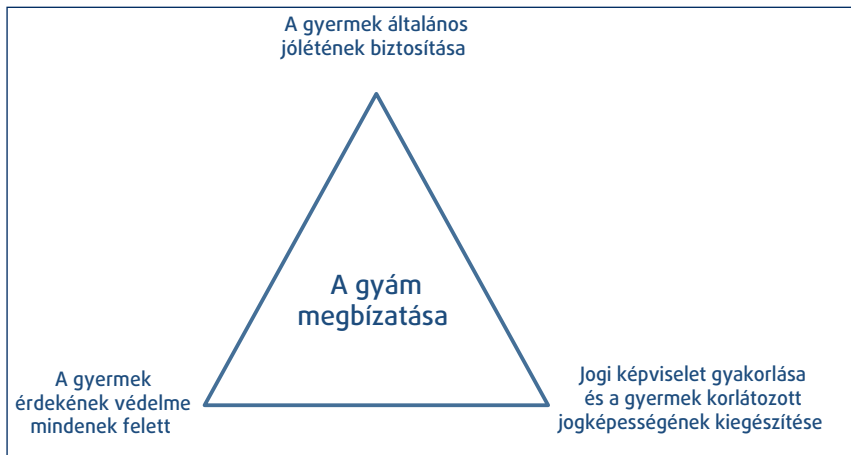 A gyermek általános
jólétének biztosítása
A gyám
megbízatása
A gyermek
érdekének védelme
mindenek felett
Jogi képviselet gyakorlása
és a gyermek korlátozott
jogképességének kiegészítése